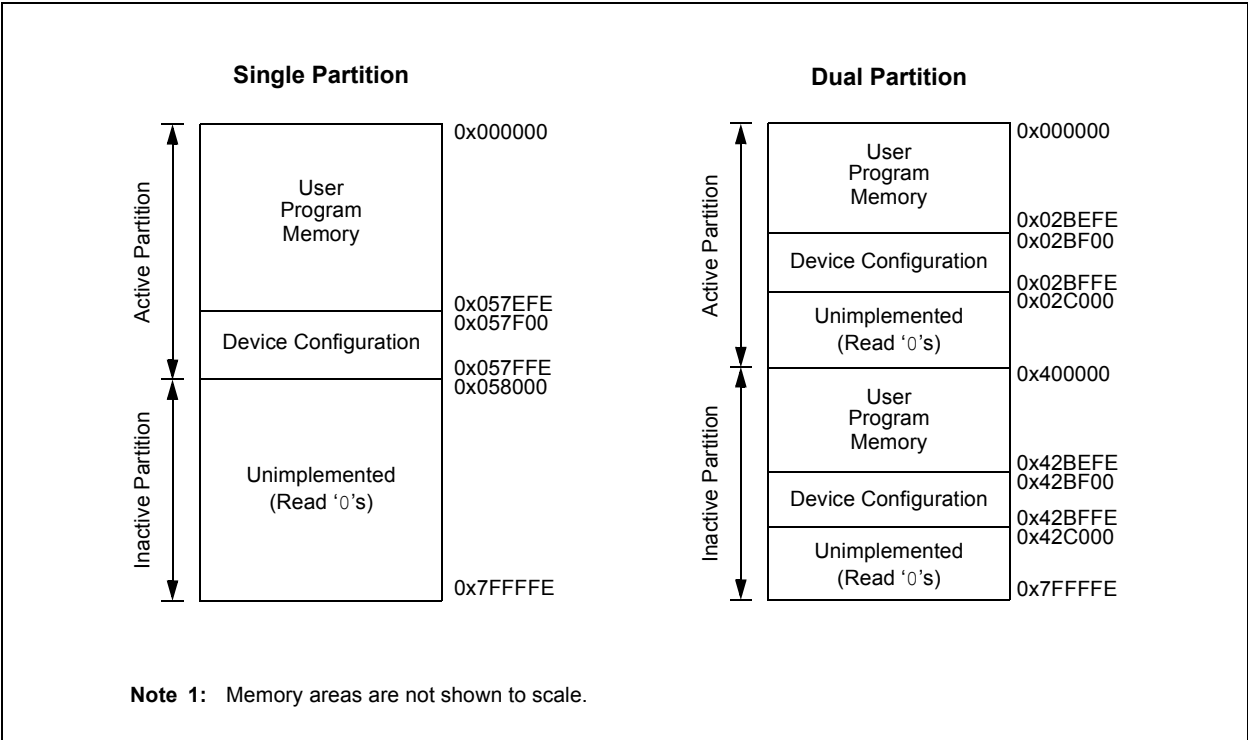 Single Partition
Active Partition
User
Program
Memory
0x000000
0x057EFE
0x057F00
Device Configuration
0x057FFE
0x058000
Inactive Partition
Unimplemented
(Read ‘0’s)
0x7FFFFE
Dual Partition
Active Partition
0x000000
User
Program
Memory
0x02BEFE
0x02BF00
Device Configuration
0x02BFFE
0x02C000
Unimplemented
(Read ‘0’s)
Inactive Partition
0x400000
User
Program
Memory
0x42BEFE
0x42BF00
Device Configuration
0x42BFFE
0x42C000
Unimplemented
(Read ‘0’s)
0x7FFFFE
Note 1: Memory areas are not shown to scale.